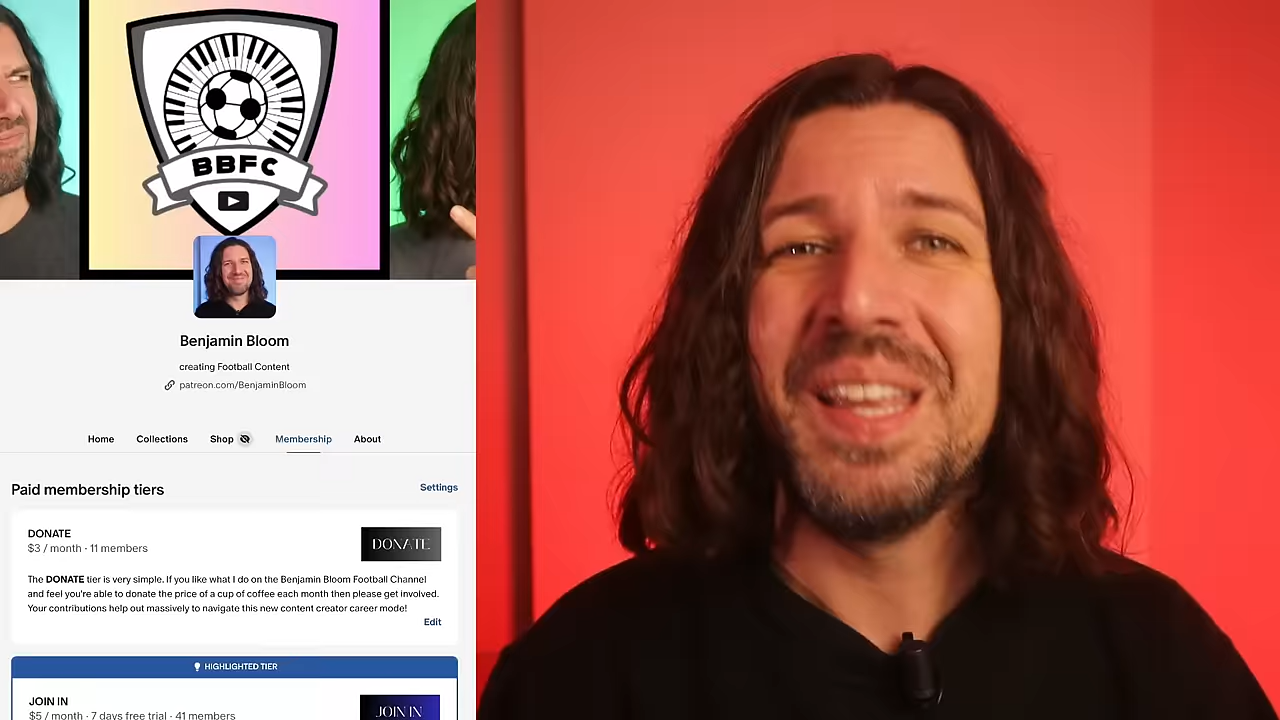 BBFC
Benjamin Bloom
creating Football Content
patreon.com/BenjaminBloom
Home Collections Shop Membership About
Paid membership tiers Settings
DONATE
$3 / month · 11 members
DONATE
The DONATE tier is very simple. If you like what I do on the Benjamin Bloom Football Channel
and feel you're able to donate the price of a cup of coffee each month then please get involved.
Your contributions help out massively to navigate this new content creator career mode!
Edit
HIGHLIGHTED TIER
JOIN IN
$5 / month · 7 days free trial · 41 members
JOIN IN